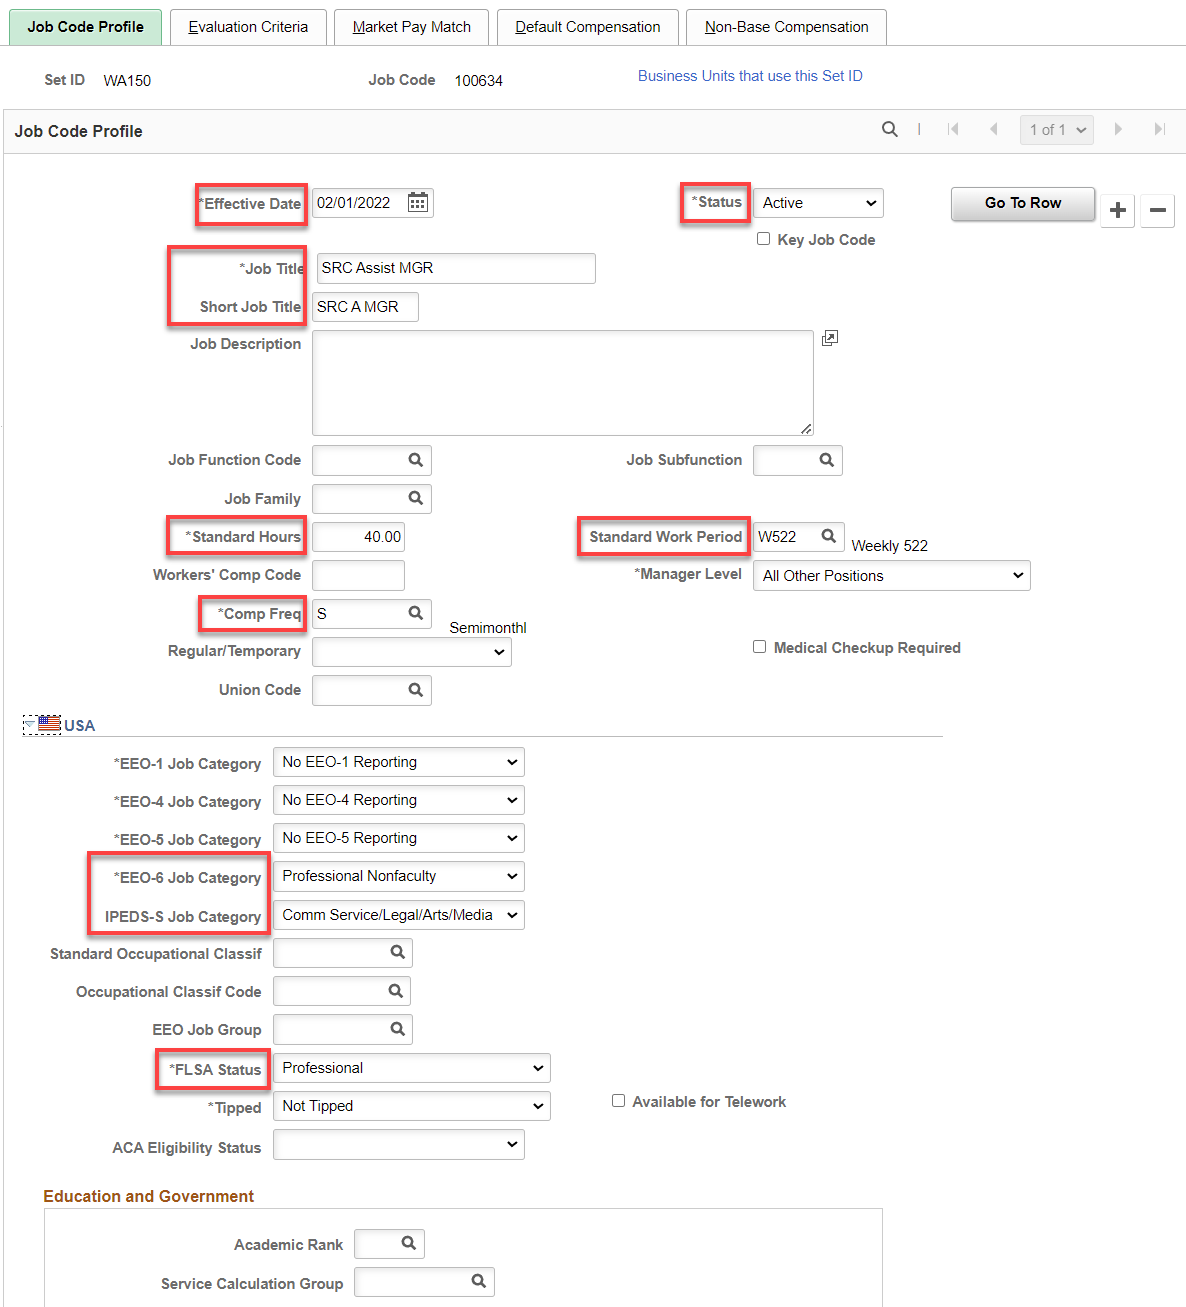 Job Code Profile Evaluation Criteria Market Pay Match Default Compensation Non-Base Compensation
Set ID WA150 Job Code 100634 Business Units that use this Set ID
Job Code Profile 1 of 1
*Effective Date 02/01/2022 *Status Active Go To Row
Key Job Code
*Job Title SRC Assist MGR
Short Job Title SRC A MGR
Job Description
Job Function Code Job Subfunction
Job Family
*Standard Hours 40.00 Standard Work Period W522 Weekly 522
Workers' Comp Code *Manager Level All Other Positions
*Comp Freq S Semimonthl
Regular/Temporary Medical Checkup Required
Union Code
USA
*EEO-1 Job Category No EEO-1 Reporting
*EEO-4 Job Category No EEO-4 Reporting
*EEO-5 Job Category No EEO-5 Reporting
*EEO-6 Job Category Professional Nonfaculty
IPEDS-S Job Category Comm Service/Legal/Arts/Media
Standard Occupational Classif
Occupational Classif Code
EEO Job Group
*FLSA Status Professional
*Tipped Not Tipped Available for Telework
ACA Eligibility Status
Education and Government
Academic Rank
Service Calculation Group